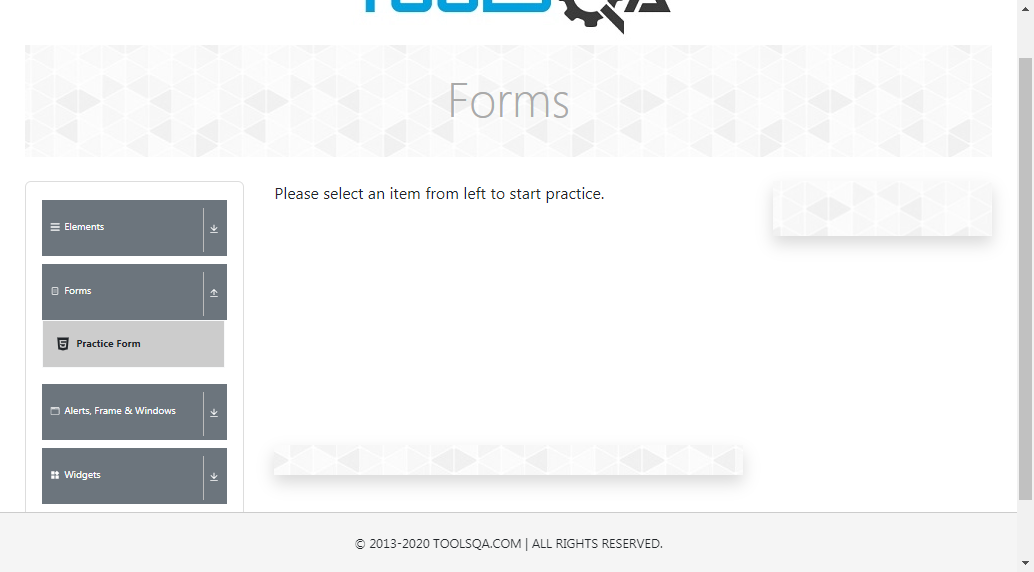 TOOLSQA
Forms
Please select an item from left to start practice.
Elements
Forms
Practice Form
Alerts, Frame & Windows
Widgets
© 2013-2020 TOOLSQA.COM | ALL RIGHTS RESERVED.